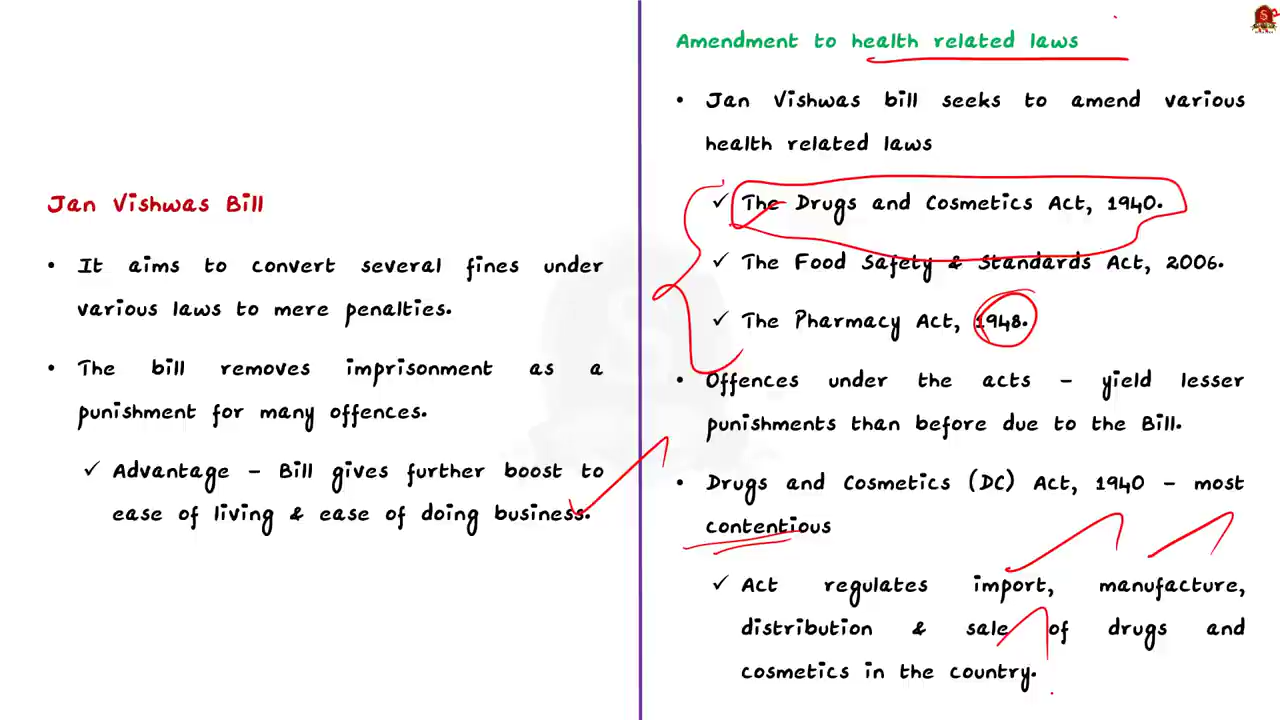 Jan Vishwas Bill
• It aims to convert several fines under
various laws to mere penalties.
• The bill removes imprisonment as a
punishment for many offences.
✓ Advantage – Bill gives further boost to
ease of living & ease of doing business.
Amendment to health related laws
• Jan Vishwas bill seeks to amend various
health related laws
✓ The Drugs and Cosmetics Act, 1940.
✓ The Food Safety & Standards Act, 2006.
✓ The Pharmacy Act, 1948.
• Offences under the acts – yield lesser
punishments than before due to the Bill.
• Drugs and Cosmetics (DC) Act, 1940 – most
contentious
✓ Act regulates import, manufacture,
distribution & sale of drugs and
cosmetics in the country.